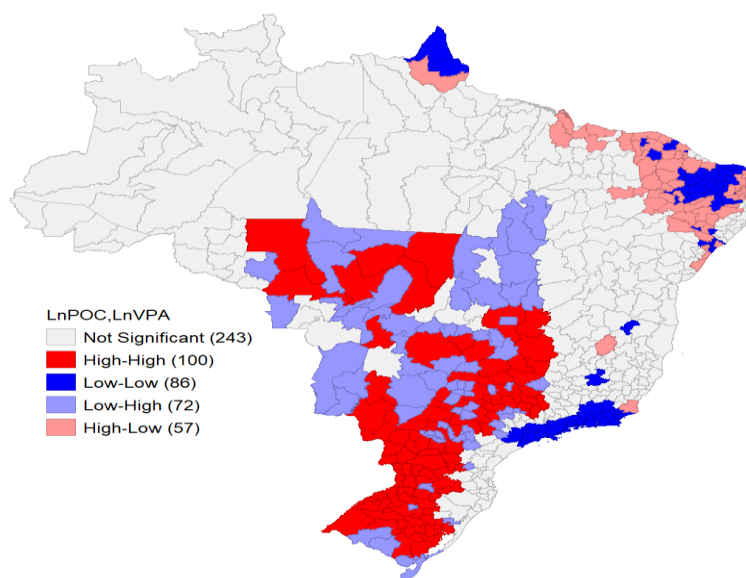 LnPOC,LnVPA
Not Significant (243)
High-High (100)
Low-Low (86)
Low-High (72)
High-Low (57)